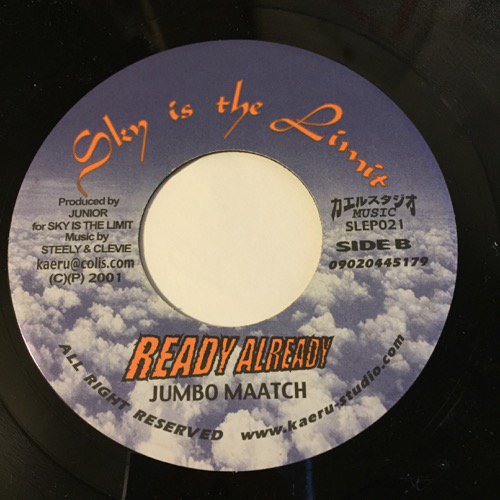 Sky is the Limit
Produced by
JUNIOR
for SKY IS THE LIMIT
Music by
STEELY & CLEVIE
kaeru@colis.com
(C)(P) 2001
カエルスタジオ
MUSIC
SLEP021
SIDE B
09020445179
READY ALREADY
JUMBO MAATCH
ALL RIGHT RESERVED
www.kaeru-studio.com